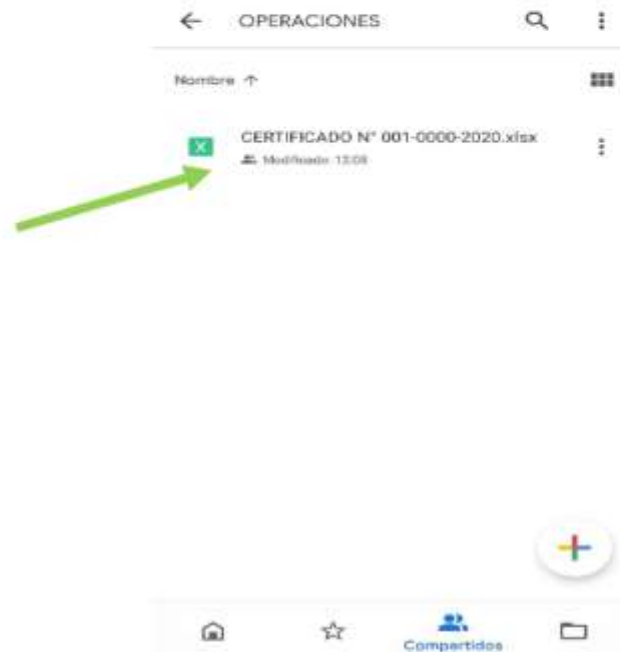 OPERACIONES
Nombre ↑
CERTIFICADO N° 001-0000-2020.xlsx
Modificado: 13:08
Compartidos